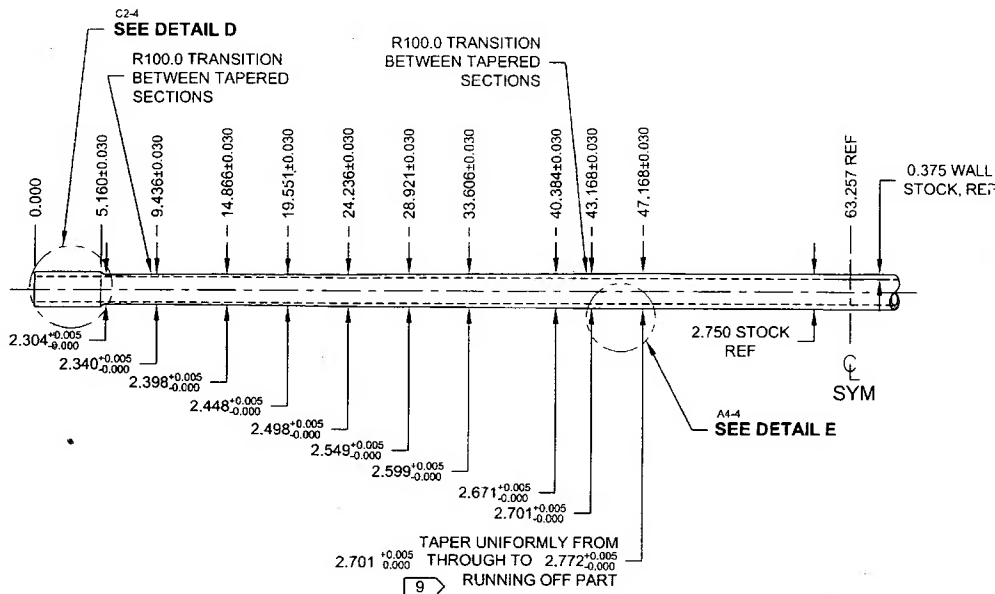 C2-4
SEE DETAIL D
R100.0 TRANSITION
BETWEEN TAPERED
SECTIONS
R100.0 TRANSITION
BETWEEN TAPERED
SECTIONS
0.000
5.160±0.030
9.436±0.030
14.866±0.030
19.551±0.030
24.236±0.030
28.921±0.030
33.606±0.030
40.384±0.030
43.168±0.030
47.168±0.030
63.257 REF
0.375 WALL
STOCK, REF
2.304 +0.005 -0.000
2.340 +0.005 -0.000
2.398 +0.005 -0.000
2.448 +0.005 -0.000
2.498 +0.005 -0.000
2.549 +0.005 -0.000
2.599 +0.005 -0.000
2.671 +0.005 -0.000
2.701 +0.005 -0.000
2.750 STOCK
REF
SYM
A4-4
SEE DETAIL E
TAPER UNIFORMLY FROM
2.701 +0.005 0.000 THROUGH TO 2.772 +0.005 -0.000
RUNNING OFF PART
9